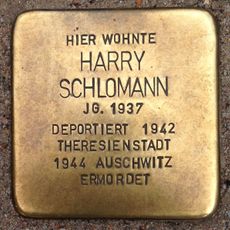 HIER WOHNTE
HARRY
SCHLOMANN
JG. 1937
DEPORTIERT 1942
THERESIENSTADT
1944 AUSCHWITZ
ERMORDET